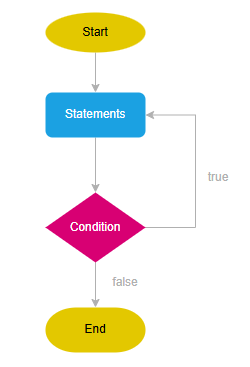 Start
Statements
true
Condition
false
End